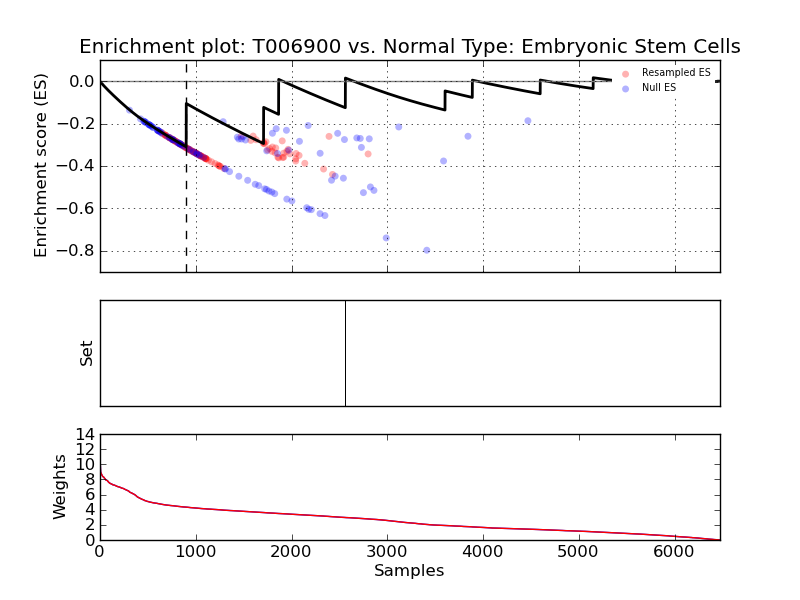 Enrichment plot: T006900 vs. Normal Type: Embryonic Stem Cells
Enrichment score (ES)
0.0
−0.2
−0.4
−0.6
−0.8
Resampled ES
Null ES
Set
Weights
14
12
10
8
6
4
2
0
0 1000 2000 3000 4000 5000 6000
Samples